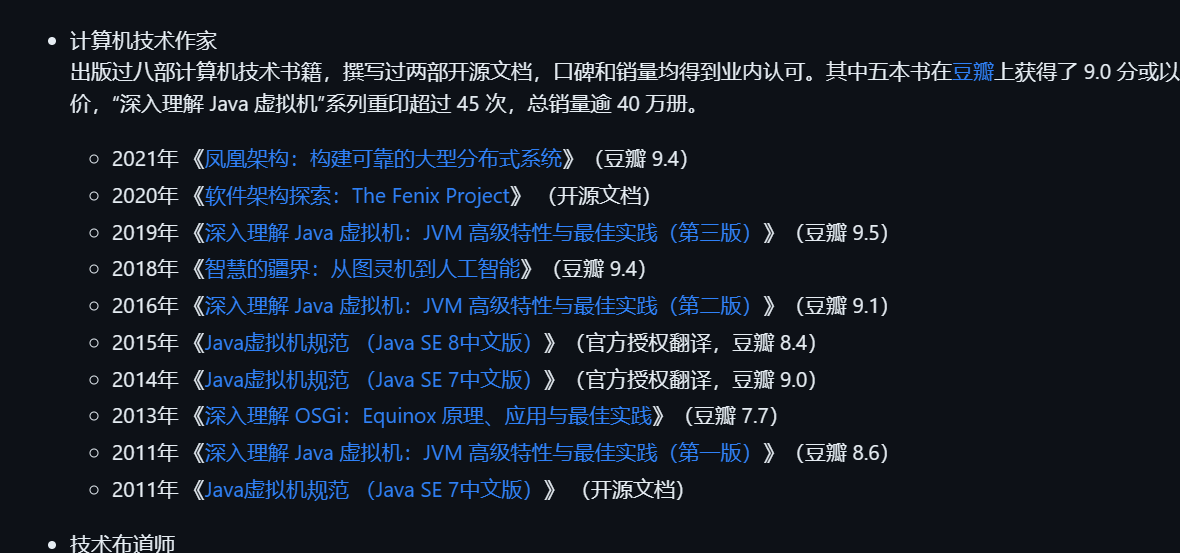 计算机技术作家
出版过八部计算机技术书籍，撰写过两部开源文档，口碑和销量均得到业内认可。其中五本书在豆瓣上获得了 9.0 分或以
价，“深入理解 Java 虚拟机”系列重印超过 45 次，总销量逾 40 万册。
2021年 《凤凰架构：构建可靠的大型分布式系统》（豆瓣 9.4）
2020年 《软件架构探索：The Fenix Project》 （开源文档）
2019年 《深入理解 Java 虚拟机：JVM 高级特性与最佳实践（第三版）》（豆瓣 9.5）
2018年 《智慧的疆界：从图灵机到人工智能》（豆瓣 9.4）
2016年 《深入理解 Java 虚拟机：JVM 高级特性与最佳实践（第二版）》（豆瓣 9.1）
2015年 《Java虚拟机规范 （Java SE 8中文版）》（官方授权翻译，豆瓣 8.4）
2014年 《Java虚拟机规范 （Java SE 7中文版）》（官方授权翻译，豆瓣 9.0）
2013年 《深入理解 OSGi：Equinox 原理、应用与最佳实践》（豆瓣 7.7）
2011年 《深入理解 Java 虚拟机：JVM 高级特性与最佳实践（第一版）》（豆瓣 8.6）
2011年 《Java虚拟机规范 （Java SE 7中文版）》 （开源文档）
技术布道师